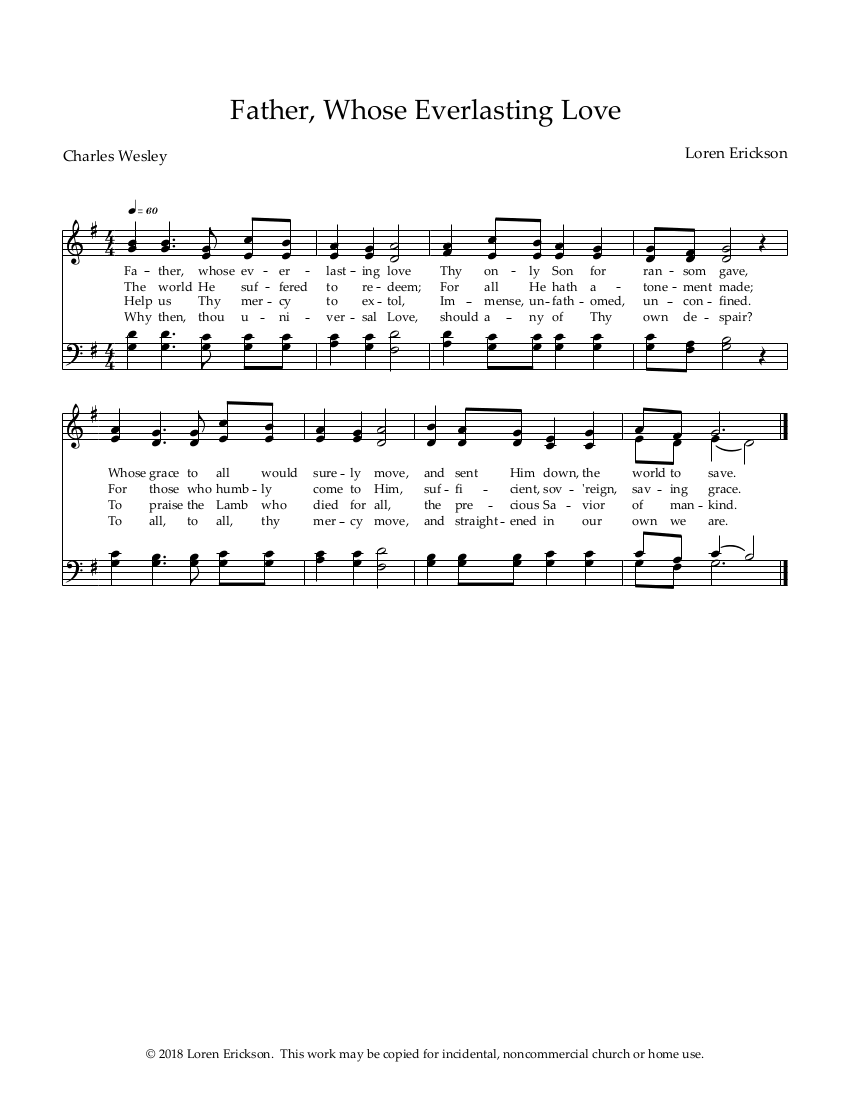 Father, Whose Everlasting Love
Charles Wesley
Loren Erickson
♩ = 60
Fa – ther, whose ev – er – last – ing love Thy on – ly Son for ran – som gave,
The world He suf – fered to re – deem; For all He hath a – tone – ment made;
Help us Thy mer – cy to ex – tol, Im – mense, un – fath – omed, un – con – fined.
Why then, thou u – ni – ver – sal Love, should a – ny of Thy own de – spair?
Whose grace to all would sure – ly move, and sent Him down, the world to save.
For those who humb – ly come to Him, suf – fi – cient, sov – 'reign, sav – ing grace.
To praise the Lamb who died for all, the pre – cious Sa – vior of man – kind.
To all, to all, thy mer – cy move, and straight – ened in our own we are.
© 2018 Loren Erickson. This work may be copied for incidental, noncommercial church or home use.